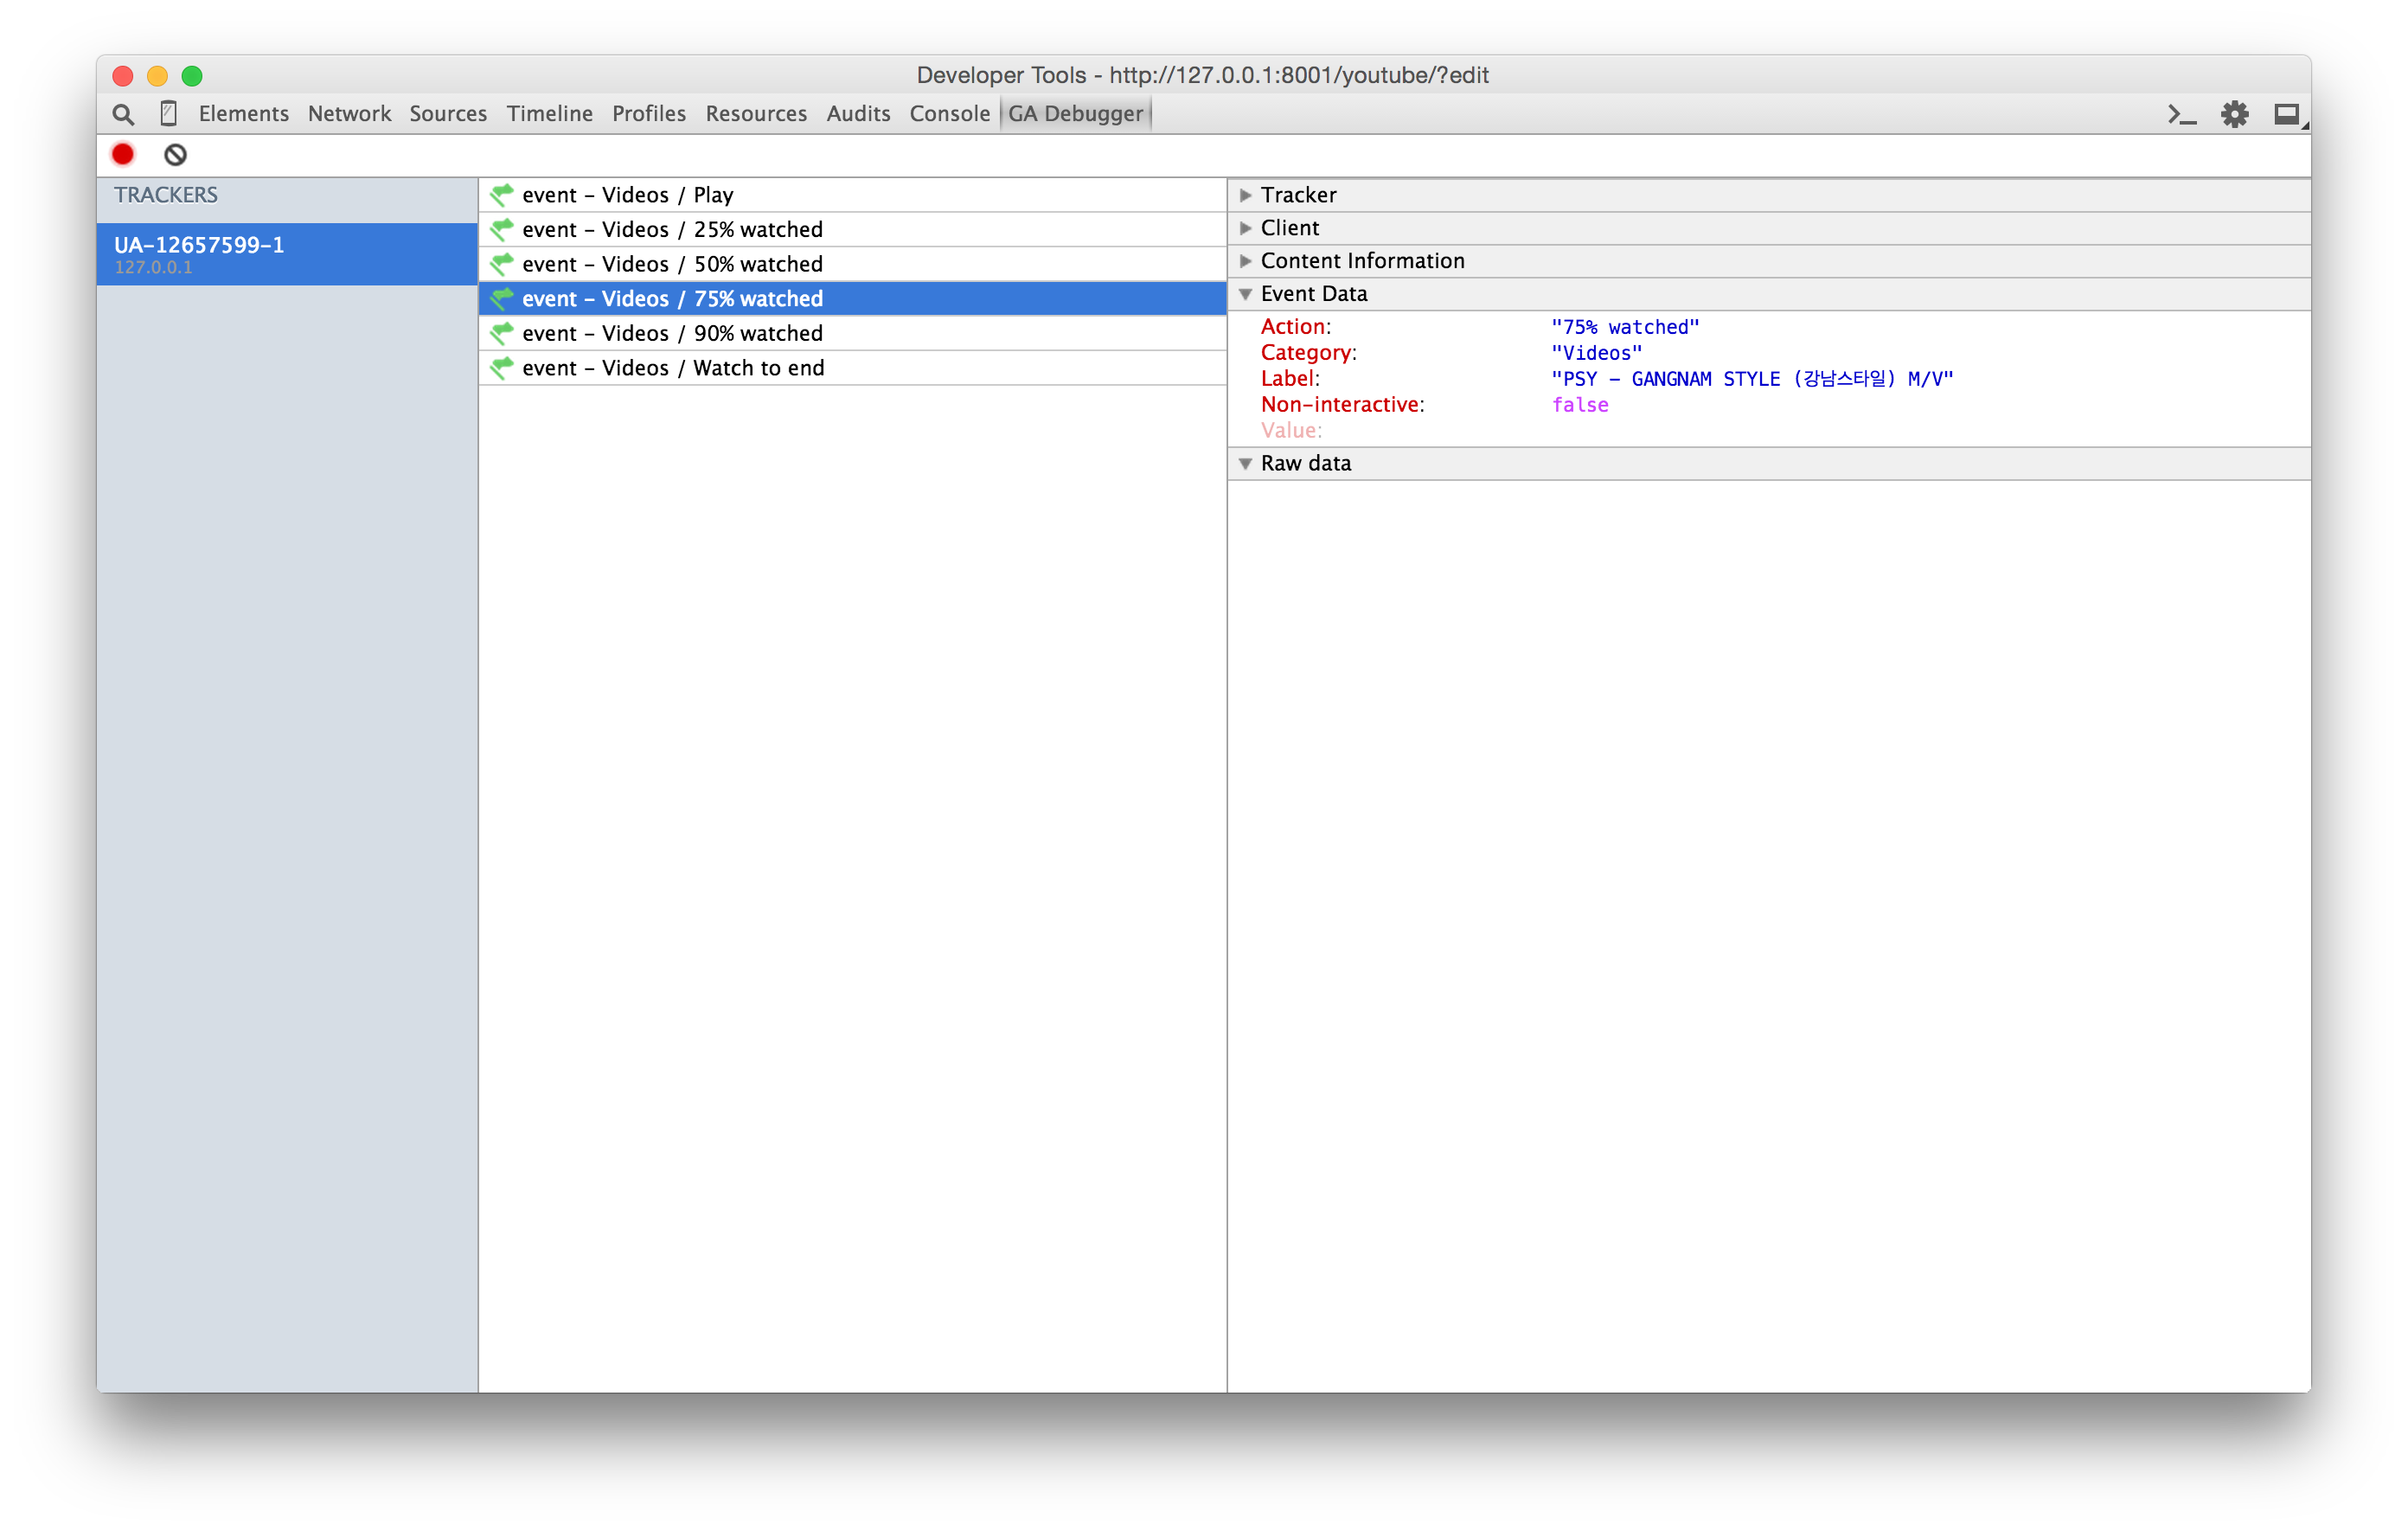 Developer Tools - http://127.0.0.1:8001/youtube/?edit
Elements Network Sources Timeline Profiles Resources Audits Console GA Debugger
TRACKERS
UA-12657599-1
127.0.0.1
event - Videos / Play
event - Videos / 25% watched
event - Videos / 50% watched
event - Videos / 75% watched
event - Videos / 90% watched
event - Videos / Watch to end
Tracker
Client
Content Information
Event Data
Action: "75% watched"
Category: "Videos"
Label: "PSY - GANGNAM STYLE (강남스타일) M/V"
Non-interactive: false
Value:
Raw data